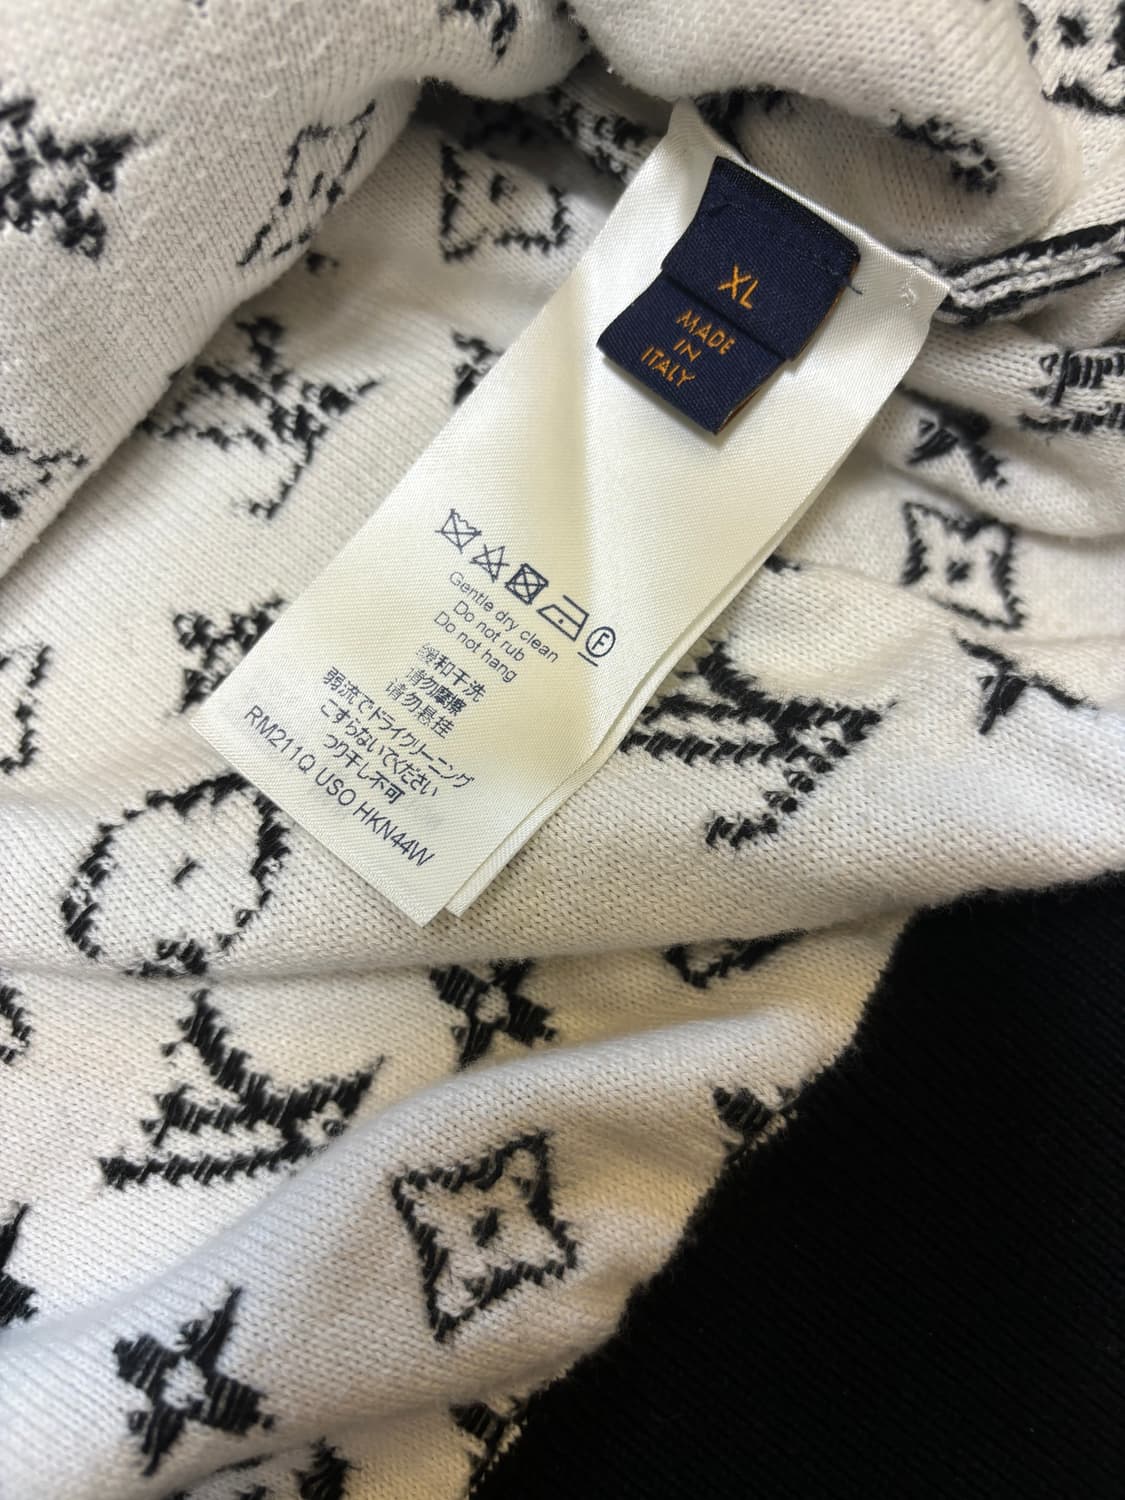 XL
MADE
IN
ITALY
F
Gentle dry clean
Do not rub
Do not hang
缓和干洗
请勿摩擦
请勿悬挂
弱流でドライクリーニング
こすらないでください
つり干し不可
RM211Q USO HKN44W